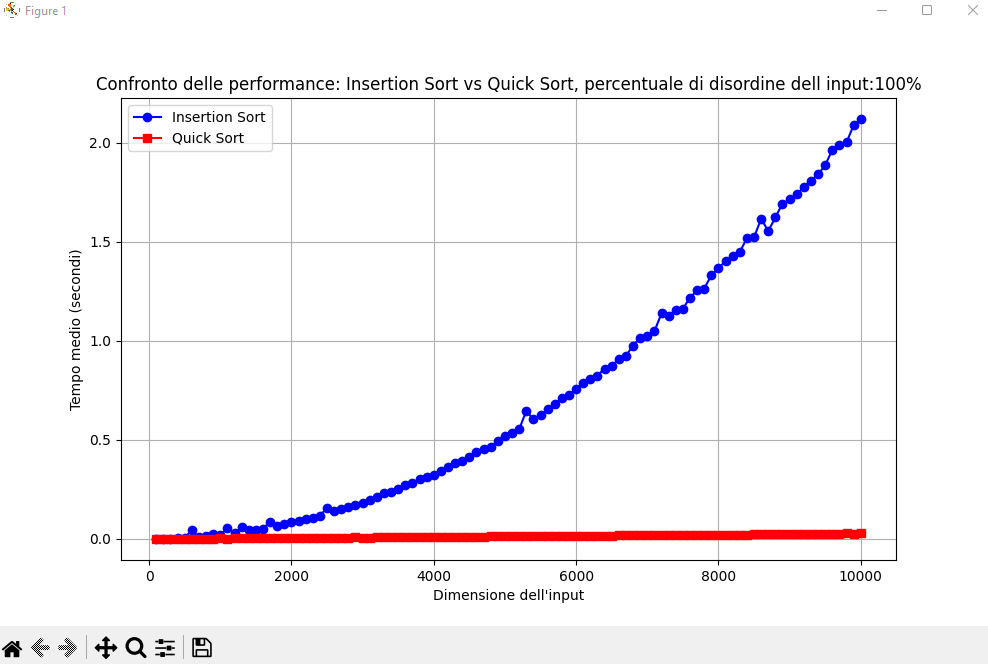 Figure 1
Confronto delle performance: Insertion Sort vs Quick Sort, percentuale di disordine dell input:100%
Insertion Sort
Quick Sort
2.0
1.5
1.0
0.5
0.0
Tempo medio (secondi)
0 2000 4000 6000 8000 10000
Dimensione dell'input